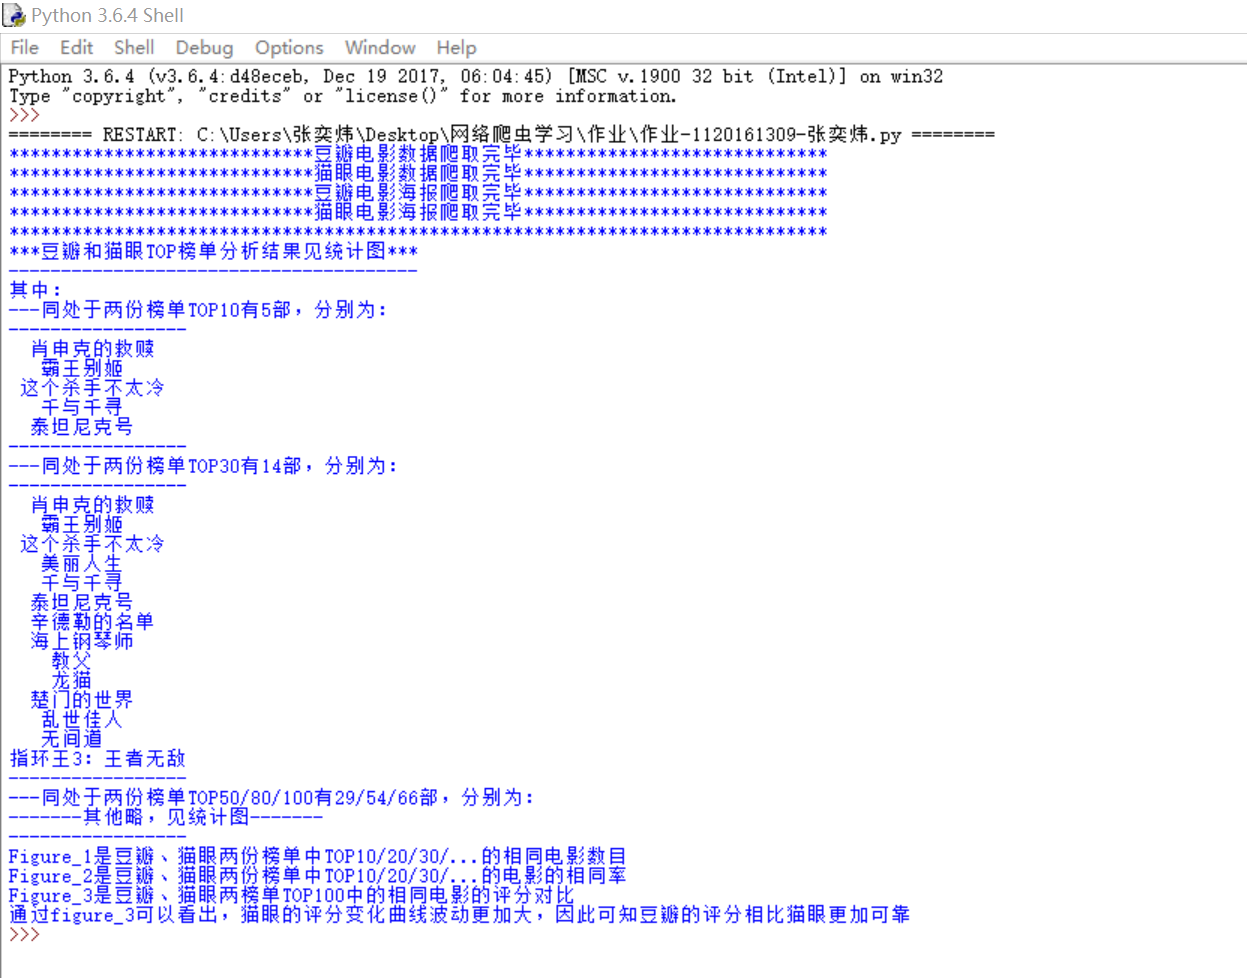 Python 3.6.4 Shell
File Edit Shell Debug Options Window Help
Python 3.6.4 (v3.6.4:d48eceb, Dec 19 2017, 06:04:45) [MSC v.1900 32 bit (Intel)] on win32
Type "copyright", "credits" or "license()" for more information.
>>>
======== RESTART: C:\Users\张奕炜\Desktop\网络爬虫学习\作业\作业-1120161309-张奕炜.py ========
*****************************豆瓣电影数据爬取完毕*****************************
*****************************猫眼电影数据爬取完毕*****************************
*****************************豆瓣电影海报爬取完毕*****************************
*****************************猫眼电影海报爬取完毕*****************************
******************************************************************************
***豆瓣和猫眼TOP榜单分析结果见统计图***
---------------------------------------
其中：
---同处于两份榜单TOP10有5部，分别为：
-----------------
肖申克的救赎
霸王别姬
这个杀手不太冷
千与千寻
泰坦尼克号
-----------------
---同处于两份榜单TOP30有14部，分别为：
-----------------
肖申克的救赎
霸王别姬
这个杀手不太冷
美丽人生
千与千寻
泰坦尼克号
辛德勒的名单
海上钢琴师
教父
龙猫
楚门的世界
乱世佳人
无间道
指环王3：王者无敌
-----------------
---同处于两份榜单TOP50/80/100有29/54/66部，分别为：
-------其他略，见统计图-------
-----------------
Figure_1是豆瓣、猫眼两份榜单中TOP10/20/30/...的相同电影数目
Figure_2是豆瓣、猫眼两份榜单中TOP10/20/30/...的电影的相同率
Figure_3是豆瓣、猫眼两榜单TOP100中的相同电影的评分对比
通过figure_3可以看出，猫眼的评分变化曲线波动更加大，因此可知豆瓣的评分相比猫眼更加可靠
>>>